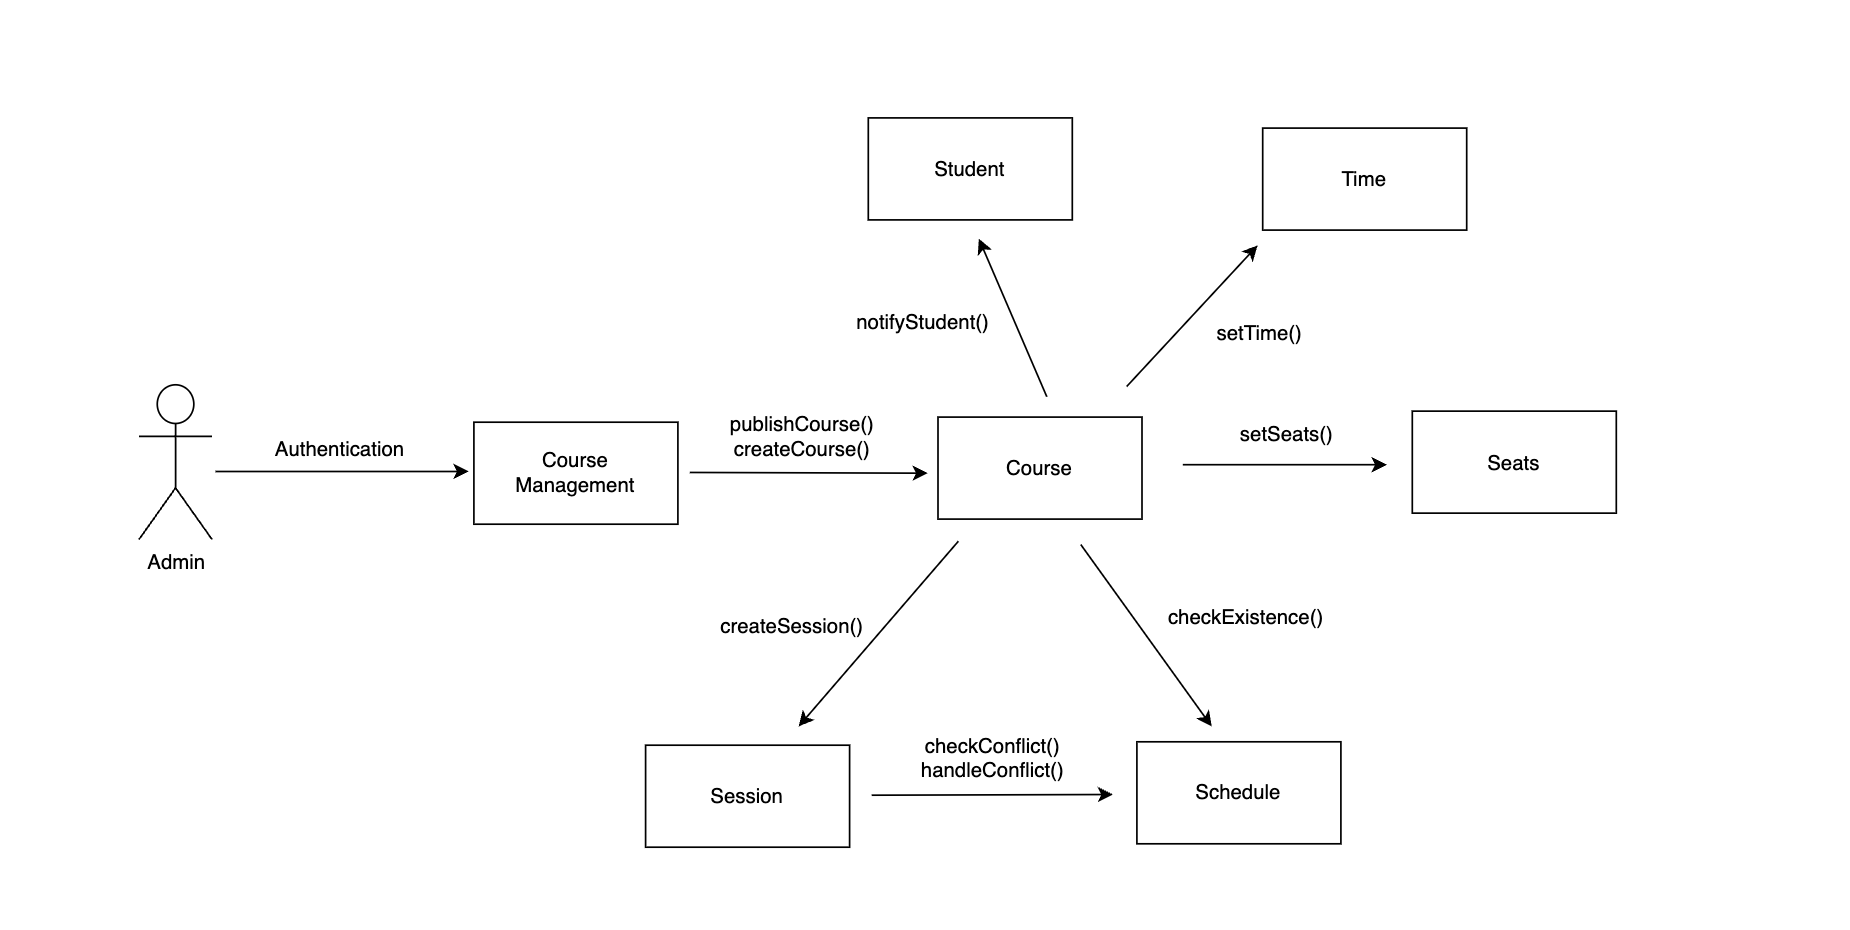 Student
Time
notifyStudent()
setTime()
Authentication
publishCourse()
createCourse()
setSeats()
Course
Management
Course
Seats
Admin
createSession()
checkExistence()
checkConflict()
handleConflict()
Session
Schedule